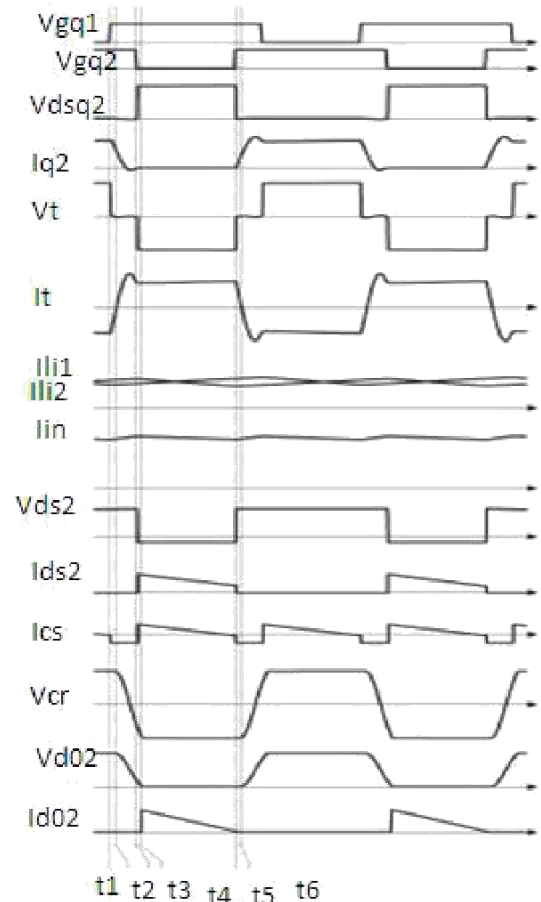 Vgq1
Vgq2
Vdsq2
Iq2
Vt
It
Ili1
Ili2
Iin
Vds2
Ids2
Ics
Vcr
Vd02
Id02
t1 t2 t3 t4 t5 t6